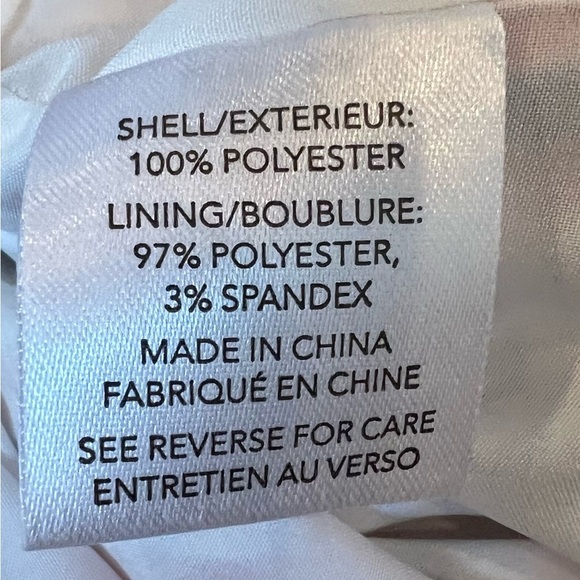 SHELL/EXTERIEUR:
100% POLYESTER
LINING/BOUBLURE:
97% POLYESTER,
3% SPANDEX
MADE IN CHINA
FABRIQUÉ EN CHINE
SEE REVERSE FOR CARE
ENTRETIEN AU VERSO